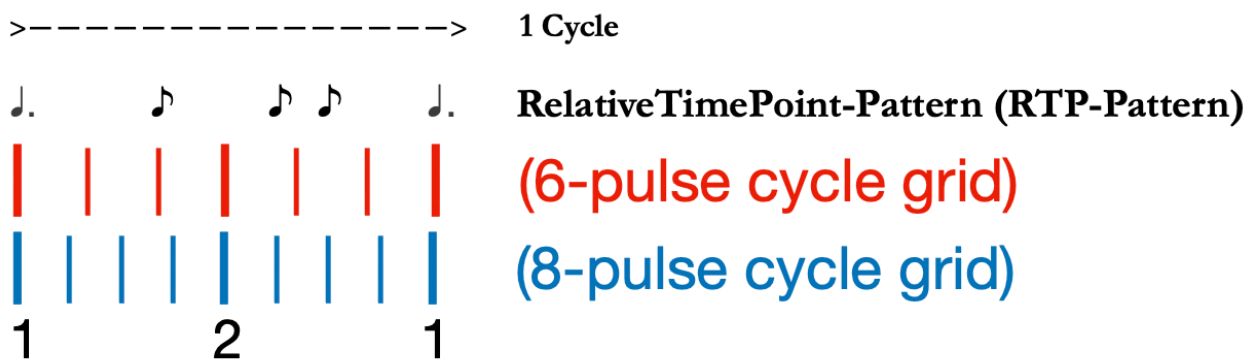 >– – – – – – – – – – – – – – – –> 1 Cycle
♩. ♪ ♪ ♪ ♩. RelativeTimePoint-Pattern (RTP-Pattern)
(6-pulse cycle grid)
(8-pulse cycle grid)
1 2 1